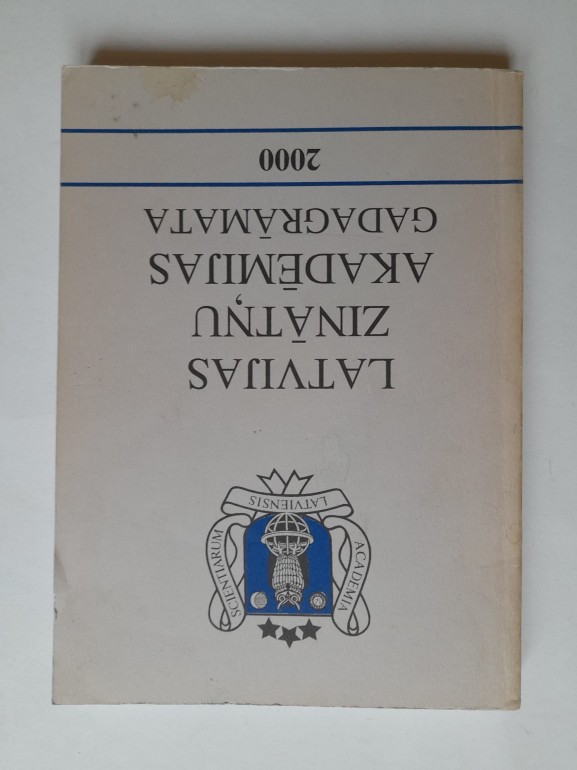 ACADEMIA
SCIENTIARUM
LATVIENSIS
LATVIJAS
ZINĀTŅU
AKADĒMIJAS
GADAGRĀMATA
2000